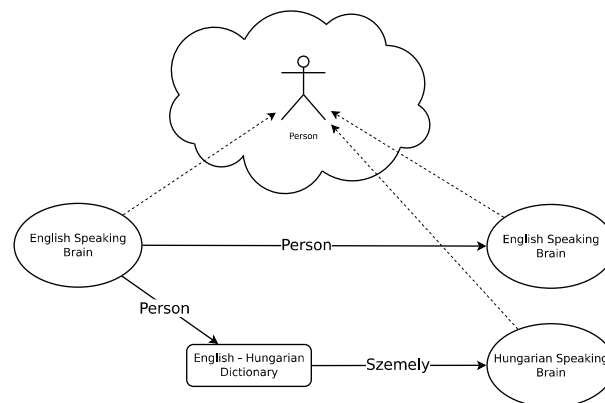 Person
English Speaking
Brain
Person
English Speaking
Brain
Person
English - Hungarian
Dictionary
Szemely
Hungarian Speaking
Brain